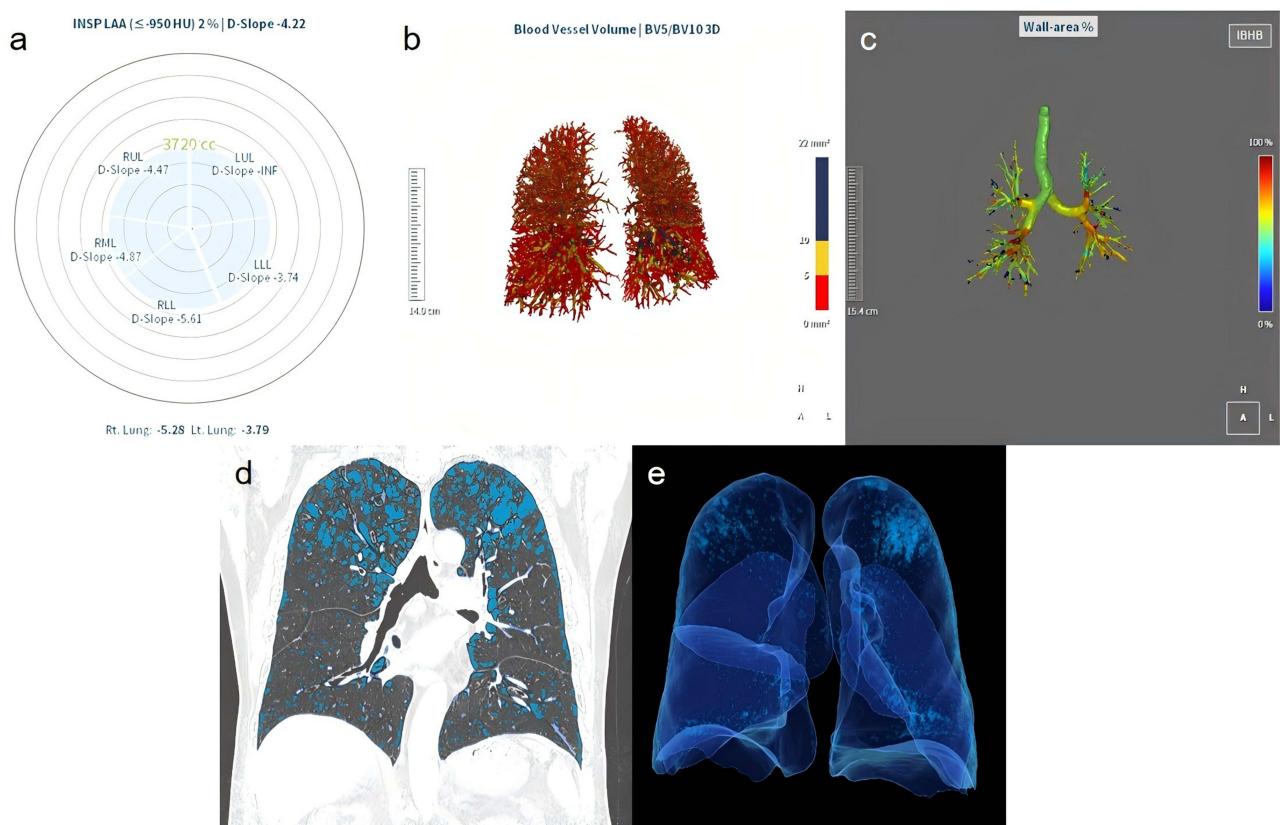 a
INSP LAA (≤-950 HU) 2 % | D-Slope -4.22
3720 cc
RUL
D-Slope -4.47
LUL
D-Slope -INF
RML
D-Slope -4.87
LLL
D-Slope -3.74
RLL
D-Slope -5.61
Rt. Lung: -5.28 Lt. Lung: -3.79
b
Blood Vessel Volume | BV5/BV10 3D
14.0 cm
22 mm²
10
5
0 mm²
H
A L
c
Wall-area %
IBHB
15.4 cm
100 %
0 %
H
A L
d
e